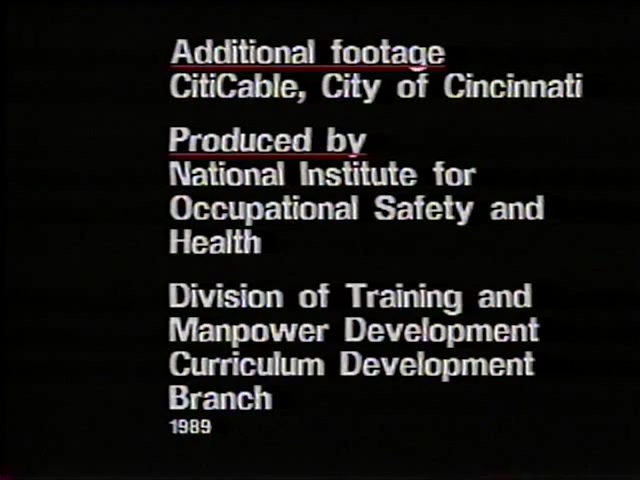 Additional footage
CitiCable, City of Cincinnati
Produced by
National Institute for
Occupational Safety and
Health
Division of Training and
Manpower Development
Curriculum Development
Branch
1989